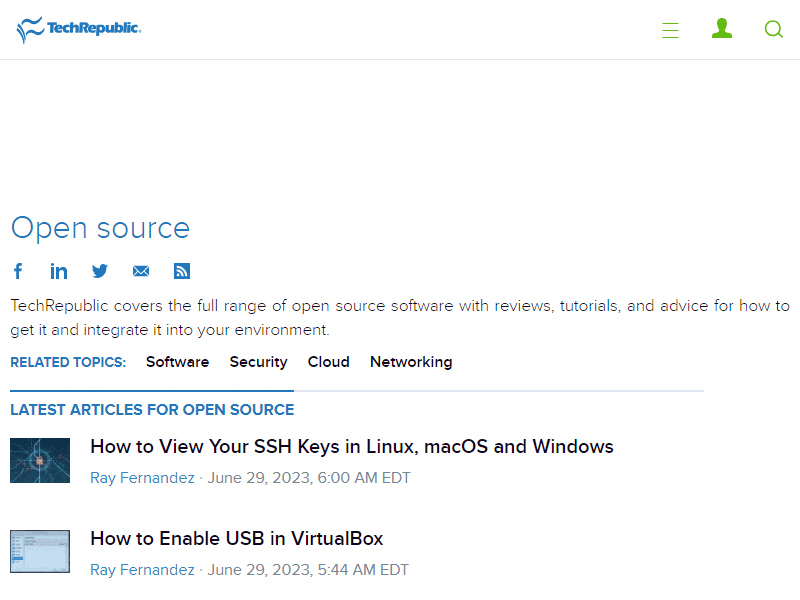 TechRepublic.
Open source
TechRepublic covers the full range of open source software with reviews, tutorials, and advice for how to
get it and integrate it into your environment.
RELATED TOPICS: Software Security Cloud Networking
LATEST ARTICLES FOR OPEN SOURCE
How to View Your SSH Keys in Linux, macOS and Windows
Ray Fernandez · June 29, 2023, 6:00 AM EDT
How to Enable USB in VirtualBox
Ray Fernandez · June 29, 2023, 5:44 AM EDT